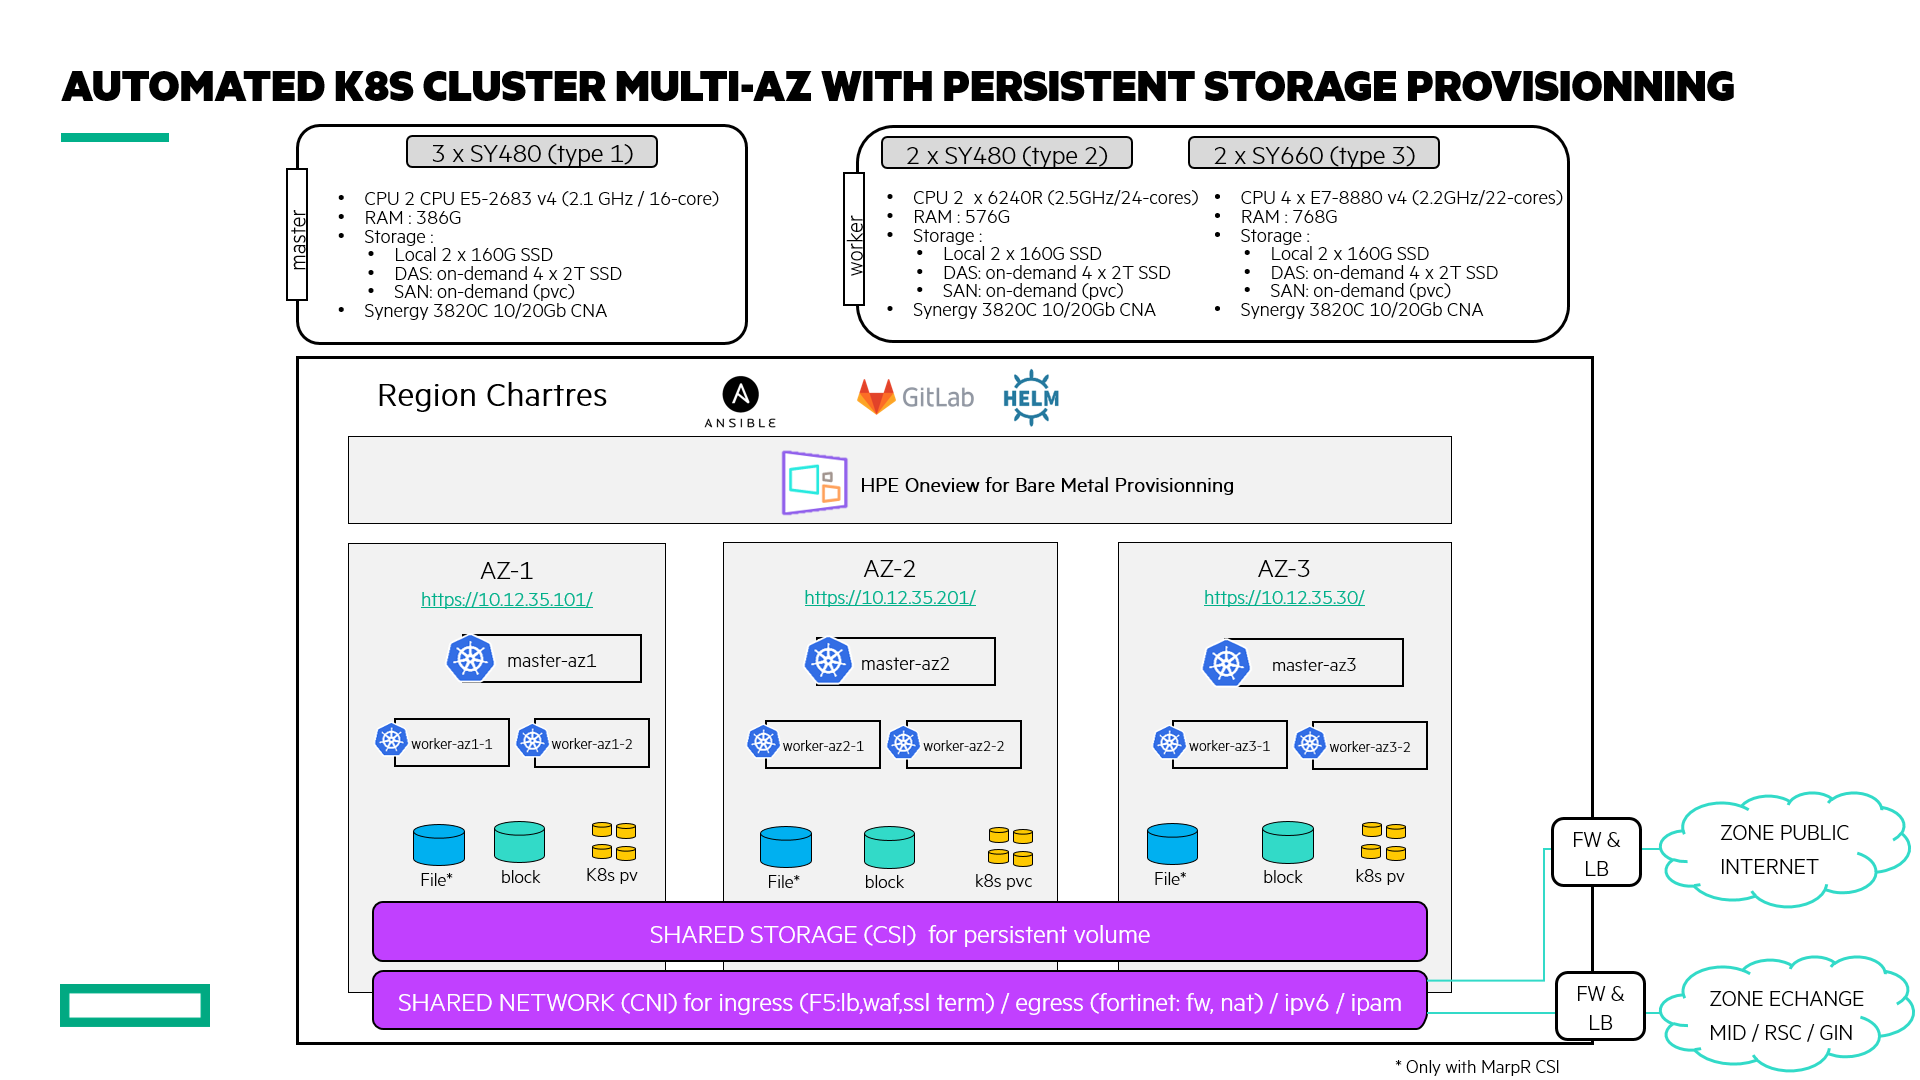 AUTOMATED K8S CLUSTER MULTI-AZ WITH PERSISTENT STORAGE PROVISIONNING
master
3 x SY480 (type 1)
• CPU 2 CPU E5-2683 v4 (2.1 GHz / 16-core)
• RAM : 386G
• Storage :
• Local 2 x 160G SSD
• DAS: on-demand 4 x 2T SSD
• SAN: on-demand (pvc)
• Synergy 3820C 10/20Gb CNA
worker
2 x SY480 (type 2)
• CPU 2 x 6240R (2.5GHz/24-cores)
• RAM : 576G
• Storage :
• Local 2 x 160G SSD
• DAS: on-demand 4 x 2T SSD
• SAN: on-demand (pvc)
• Synergy 3820C 10/20Gb CNA
2 x SY660 (type 3)
• CPU 4 x E7-8880 v4 (2.2GHz/22-cores)
• RAM : 768G
• Storage :
• Local 2 x 160G SSD
• DAS: on-demand 4 x 2T SSD
• SAN: on-demand (pvc)
• Synergy 3820C 10/20Gb CNA
Region Chartres
ANSIBLE
GitLab
HELM
HPE Oneview for Bare Metal Provisionning
AZ-1
https://10.12.35.101/
master-az1
worker-az1-1
worker-az1-2
File*
block
K8s pv
AZ-2
https://10.12.35.201/
master-az2
worker-az2-1
worker-az2-2
File*
block
k8s pvc
AZ-3
https://10.12.35.30/
master-az3
worker-az3-1
worker-az3-2
File*
block
k8s pv
SHARED STORAGE (CSI) for persistent volume
SHARED NETWORK (CNI) for ingress (F5:lb,waf,ssl term) / egress (fortinet: fw, nat) / ipv6 / ipam
FW &
LB
ZONE PUBLIC
INTERNET
FW &
LB
ZONE ECHANGE
MID / RSC / GIN
* Only with MarpR CSI